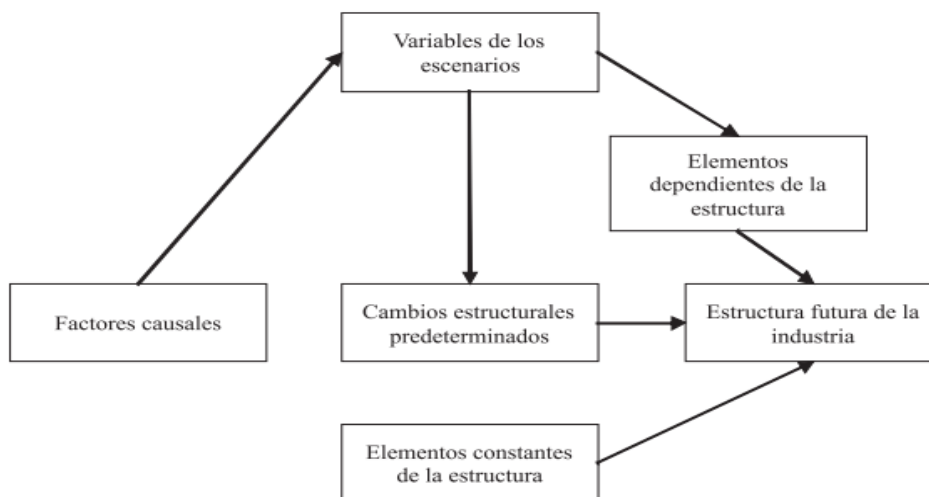 Variables de los
escenarios
Elementos
dependientes de la
estructura
Factores causales
Cambios estructurales
predeterminados
Estructura futura de la
industria
Elementos constantes
de la estructura